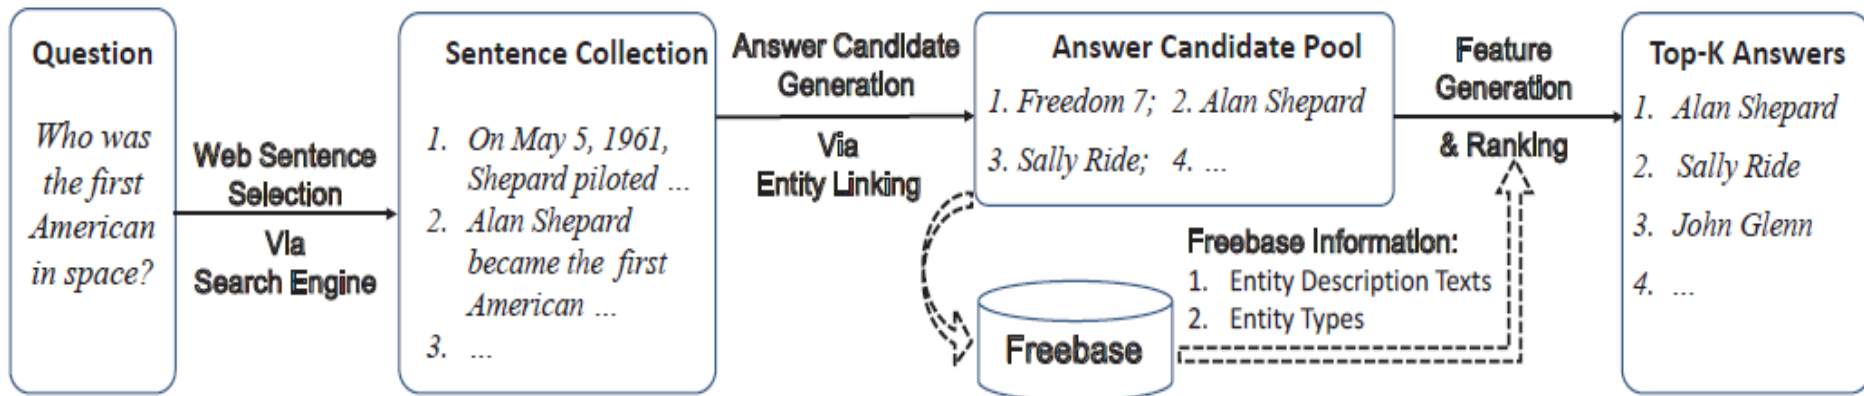 Question
Who was
the first
American
in space?
Web Sentence
Selection
Via
Search Engine
Sentence Collection
1. On May 5, 1961,
Shepard piloted ...
2. Alan Shepard
became the first
American ...
3. ...
Answer Candidate
Generation
Via
Entity Linking
Answer Candidate Pool
1. Freedom 7; 2. Alan Shepard
3. Sally Ride; 4. ...
Freebase
Freebase Information:
1. Entity Description Texts
2. Entity Types
Feature
Generation
& Ranking
Top-K Answers
1. Alan Shepard
2. Sally Ride
3. John Glenn
4. ...